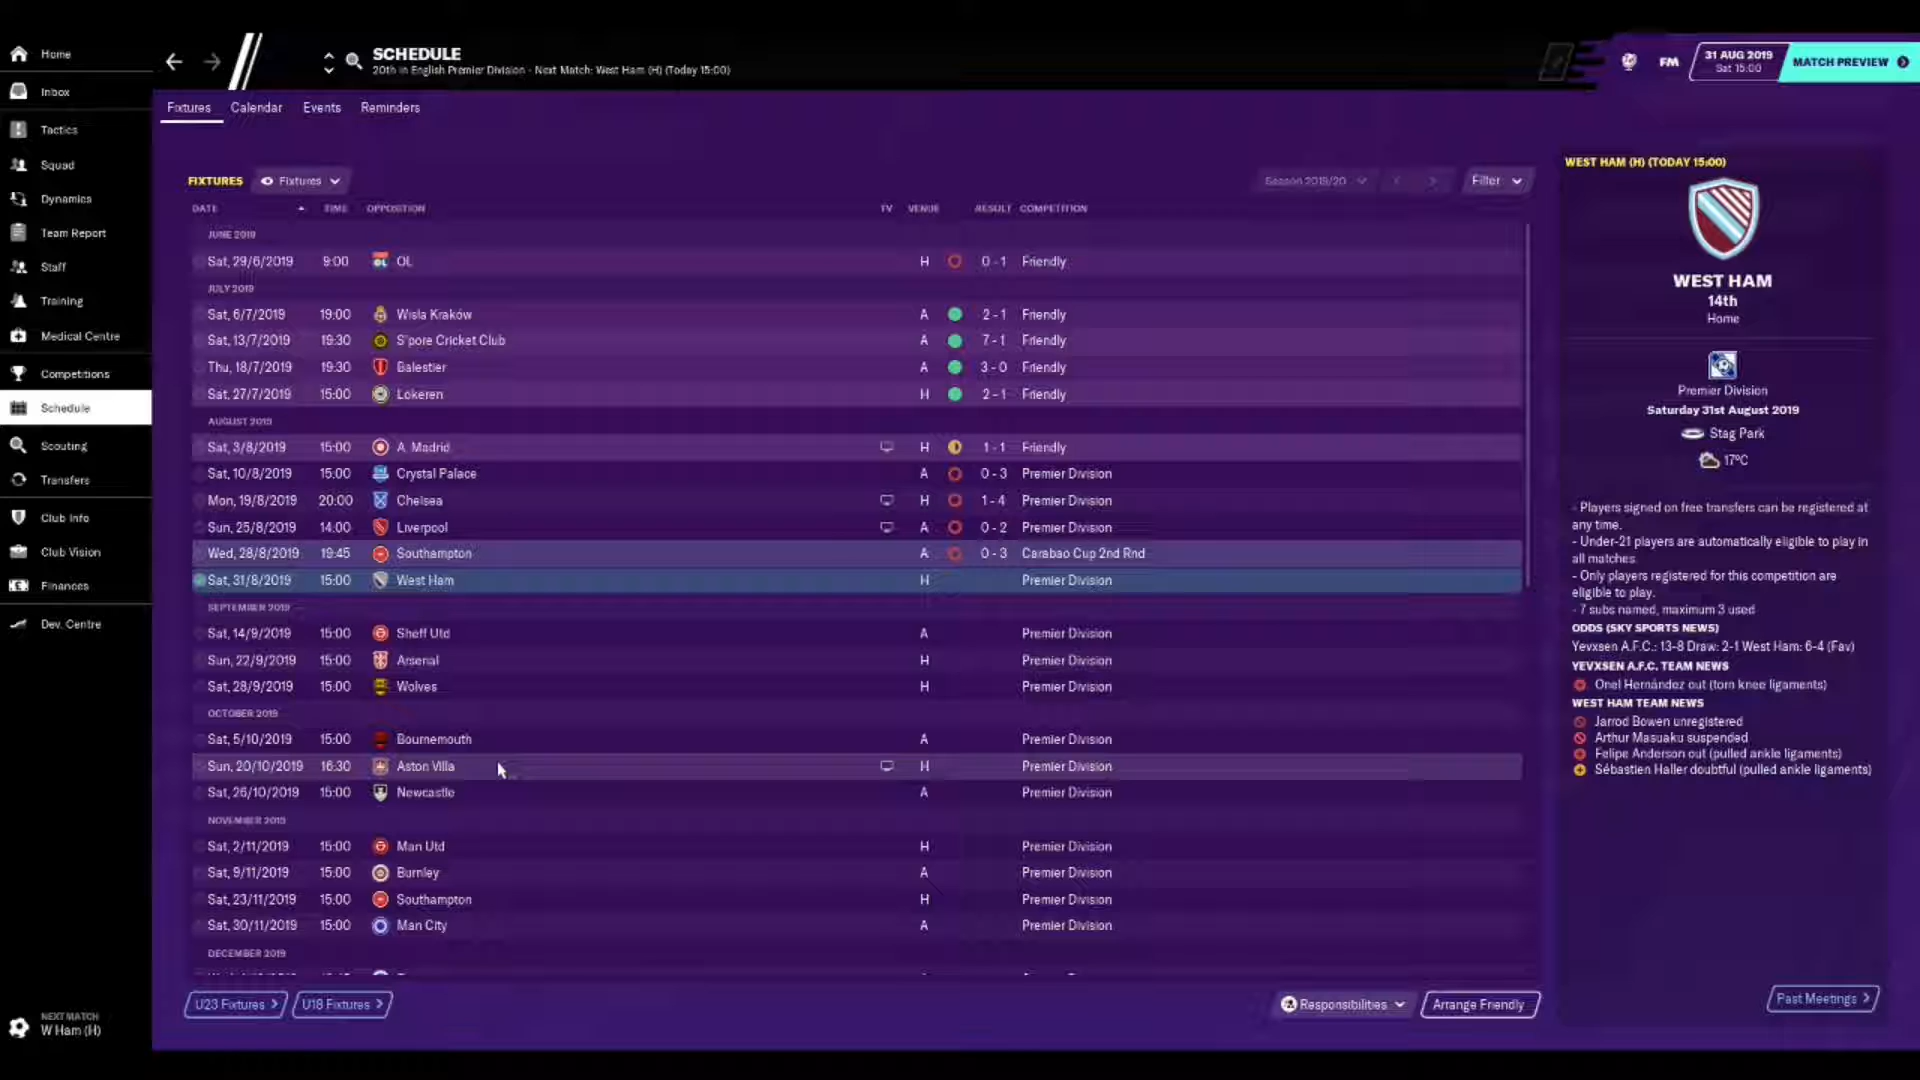 Home
Inbox
Tactics
Squad
Dynamics
Team Report
Staff
Training
Medical Centre
Competitions
Schedule
Scouting
Transfers
Club Info
Club Vision
Finances
Dev. Centre
NEXT MATCH
W Ham (H)
SCHEDULE
20th in English Premier Division - Next Match: West Ham (H) (Today 15:00)
FM
31 AUG 2019
Sat 15:00
MATCH PREVIEW
Fixtures Calendar Events Reminders
FIXTURES Fixtures Season 2019/20 Filter
DATE TIME OPPOSITION TV VENUE RESULT COMPETITION
JUNE 2019
Sat, 29/6/2019 9:00 OL H 0 - 1 Friendly
JULY 2019
Sat, 6/7/2019 19:00 Wisla Kraków A 2 - 1 Friendly
Sat, 13/7/2019 19:30 S'pore Cricket Club A 7 - 1 Friendly
Thu, 18/7/2019 19:30 Balestier A 3 - 0 Friendly
Sat, 27/7/2019 15:00 Lokeren H 2 - 1 Friendly
AUGUST 2019
Sat, 3/8/2019 15:00 A. Madrid H 1 - 1 Friendly
Sat, 10/8/2019 15:00 Crystal Palace A 0 - 3 Premier Division
Mon, 19/8/2019 20:00 Chelsea H 1 - 4 Premier Division
Sun, 25/8/2019 14:00 Liverpool A 0 - 2 Premier Division
Wed, 28/8/2019 19:45 Southampton A 0 - 3 Carabao Cup 2nd Rnd
Sat, 31/8/2019 15:00 West Ham H Premier Division
SEPTEMBER 2019
Sat, 14/9/2019 15:00 Sheff Utd A Premier Division
Sun, 22/9/2019 15:00 Arsenal H Premier Division
Sat, 28/9/2019 15:00 Wolves H Premier Division
OCTOBER 2019
Sat, 5/10/2019 15:00 Bournemouth A Premier Division
Sun, 20/10/2019 16:30 Aston Villa H Premier Division
Sat, 26/10/2019 15:00 Newcastle A Premier Division
NOVEMBER 2019
Sat, 2/11/2019 15:00 Man Utd H Premier Division
Sat, 9/11/2019 15:00 Burnley A Premier Division
Sat, 23/11/2019 15:00 Southampton H Premier Division
Sat, 30/11/2019 15:00 Man City A Premier Division
DECEMBER 2019
U23 Fixtures U18 Fixtures Responsibilities Arrange Friendly
WEST HAM (H) (TODAY 15:00)
WEST HAM
14th
Home
Premier Division
Saturday 31st August 2019
Stag Park
17°C
- Players signed on free transfers can be registered at
any time.
- Under-21 players are automatically eligible to play in
all matches.
- Only players registered for this competition are
eligible to play.
- 7 subs named, maximum 3 used
ODDS (SKY SPORTS NEWS)
Yevxsen A.F.C.: 13-8 Draw: 2-1 West Ham: 6-4 (Fav)
YEVXSEN A.F.C. TEAM NEWS
Onel Hernández out (torn knee ligaments)
WEST HAM TEAM NEWS
Jarrod Bowen unregistered
Arthur Masuaku suspended
Felipe Anderson out (pulled ankle ligaments)
Sébastien Haller doubtful (pulled ankle ligaments)
Past Meetings